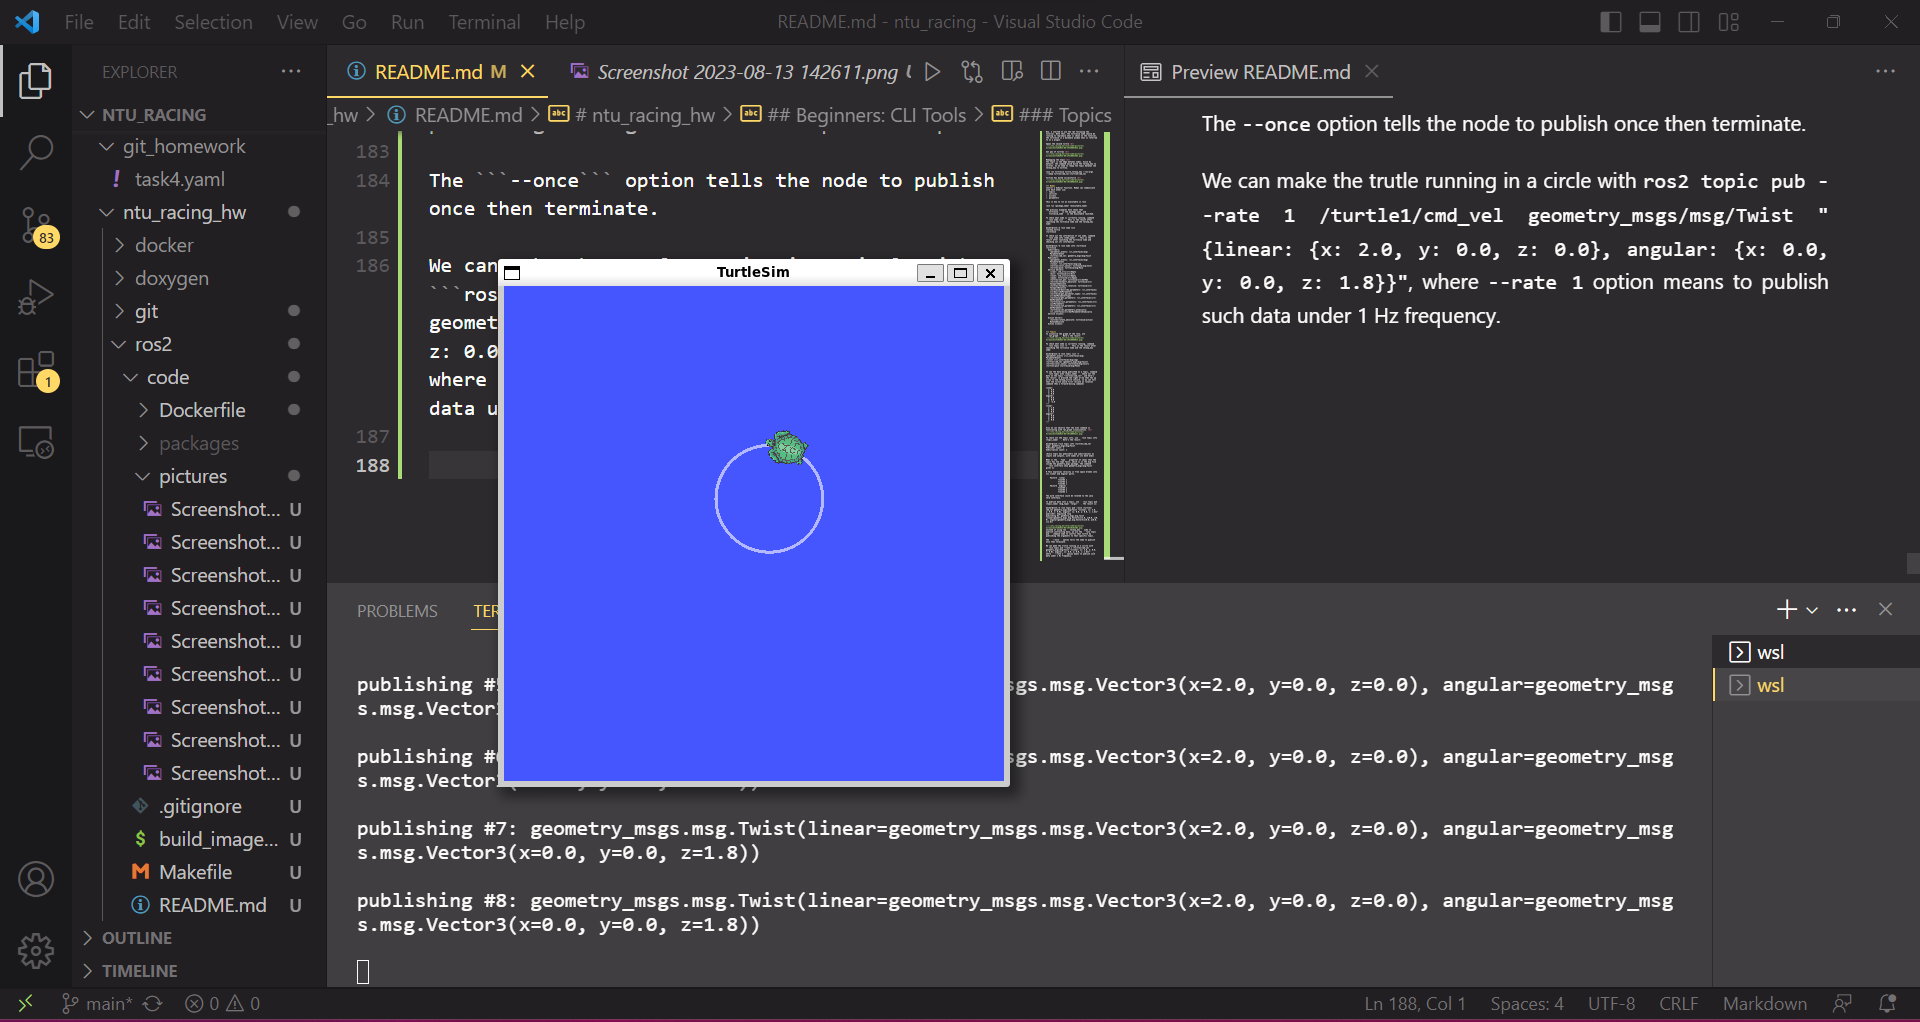 File Edit Selection View Go Run Terminal Help
README.md - ntu_racing - Visual Studio Code
EXPLORER
NTU_RACING
git_homework
! task4.yaml
ntu_racing_hw
docker
doxygen
git
ros2
code
Dockerfile
packages
pictures
Screenshot... U
Screenshot... U
Screenshot... U
Screenshot... U
Screenshot... U
Screenshot... U
Screenshot... U
Screenshot... U
Screenshot... U
.gitignore U
$ build_image... U
M Makefile U
README.md U
OUTLINE
TIMELINE
83
1
README.md M
Screenshot 2023-08-13 142611.png
_hw > README.md > # ntu_racing_hw > ## Beginners: CLI Tools > ### Topics
183
184 The ```--once``` option tells the node to publish
once then terminate.
185
186 We can
```ros
geomet
z: 0.0
where
data u
187
188
TurtleSim
Preview README.md
The --once option tells the node to publish once then terminate.
We can make the trutle running in a circle with ros2 topic pub -
-rate 1 /turtle1/cmd_vel geometry_msgs/msg/Twist "
{linear: {x: 2.0, y: 0.0, z: 0.0}, angular: {x: 0.0,
y: 0.0, z: 1.8}}", where --rate 1 option means to publish
such data under 1 Hz frequency.
PROBLEMS TER
publishing # sgs.msg.Vector3(x=2.0, y=0.0, z=0.0), angular=geometry_msg
s.msg.Vector
publishing # sgs.msg.Vector3(x=2.0, y=0.0, z=0.0), angular=geometry_msg
s.msg.Vector
publishing #7: geometry_msgs.msg.Twist(linear=geometry_msgs.msg.Vector3(x=2.0, y=0.0, z=0.0), angular=geometry_msg
s.msg.Vector3(x=0.0, y=0.0, z=1.8))
publishing #8: geometry_msgs.msg.Twist(linear=geometry_msgs.msg.Vector3(x=2.0, y=0.0, z=0.0), angular=geometry_msg
s.msg.Vector3(x=0.0, y=0.0, z=1.8))
wsl
wsl
main* 0 0
Ln 188, Col 1 Spaces: 4 UTF-8 CRLF Markdown